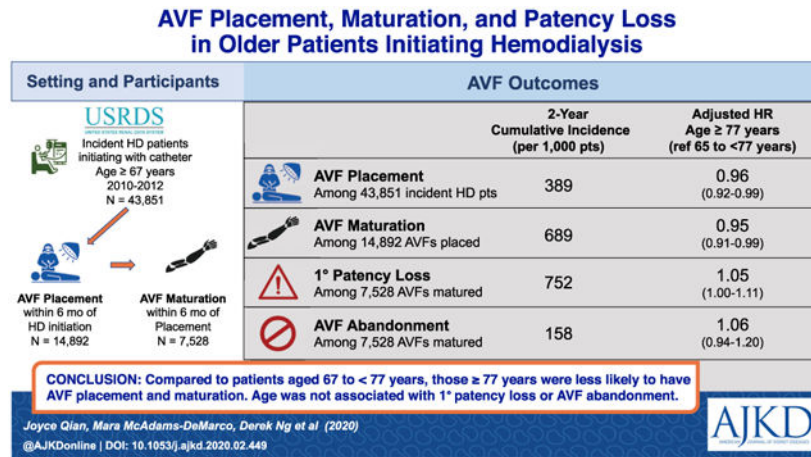 AVF Placement, Maturation, and Patency Loss
in Older Patients Initiating Hemodialysis
Setting and Participants
USRDS
UNITED STATES RENAL DATA SYSTEM
Incident HD patients
initiating with catheter
Age ≥ 67 years
2010-2012
N = 43,851
AVF Placement
within 6 mo of
HD initiation
N = 14,892
AVF Maturation
within 6 mo of
Placement
N = 7,528
AVF Outcomes
2-Year
Cumulative Incidence
(per 1,000 pts)
Adjusted HR
Age ≥ 77 years
(ref 65 to <77 years)
AVF Placement
Among 43,851 incident HD pts
389
0.96
(0.92-0.99)
AVF Maturation
Among 14,892 AVFs placed
689
0.95
(0.91-0.99)
1° Patency Loss
Among 7,528 AVFs matured
752
1.05
(1.00-1.11)
AVF Abandonment
Among 7,528 AVFs matured
158
1.06
(0.94-1.20)
CONCLUSION: Compared to patients aged 67 to < 77 years, those ≥ 77 years were less likely to have
AVF placement and maturation. Age was not associated with 1° patency loss or AVF abandonment.
Joyce Qian, Mara McAdams-DeMarco, Derek Ng et al (2020)
@AJKDonline | DOI: 10.1053/j.ajkd.2020.02.449
AJKD
AMERICAN JOURNAL OF KIDNEY DISEASES